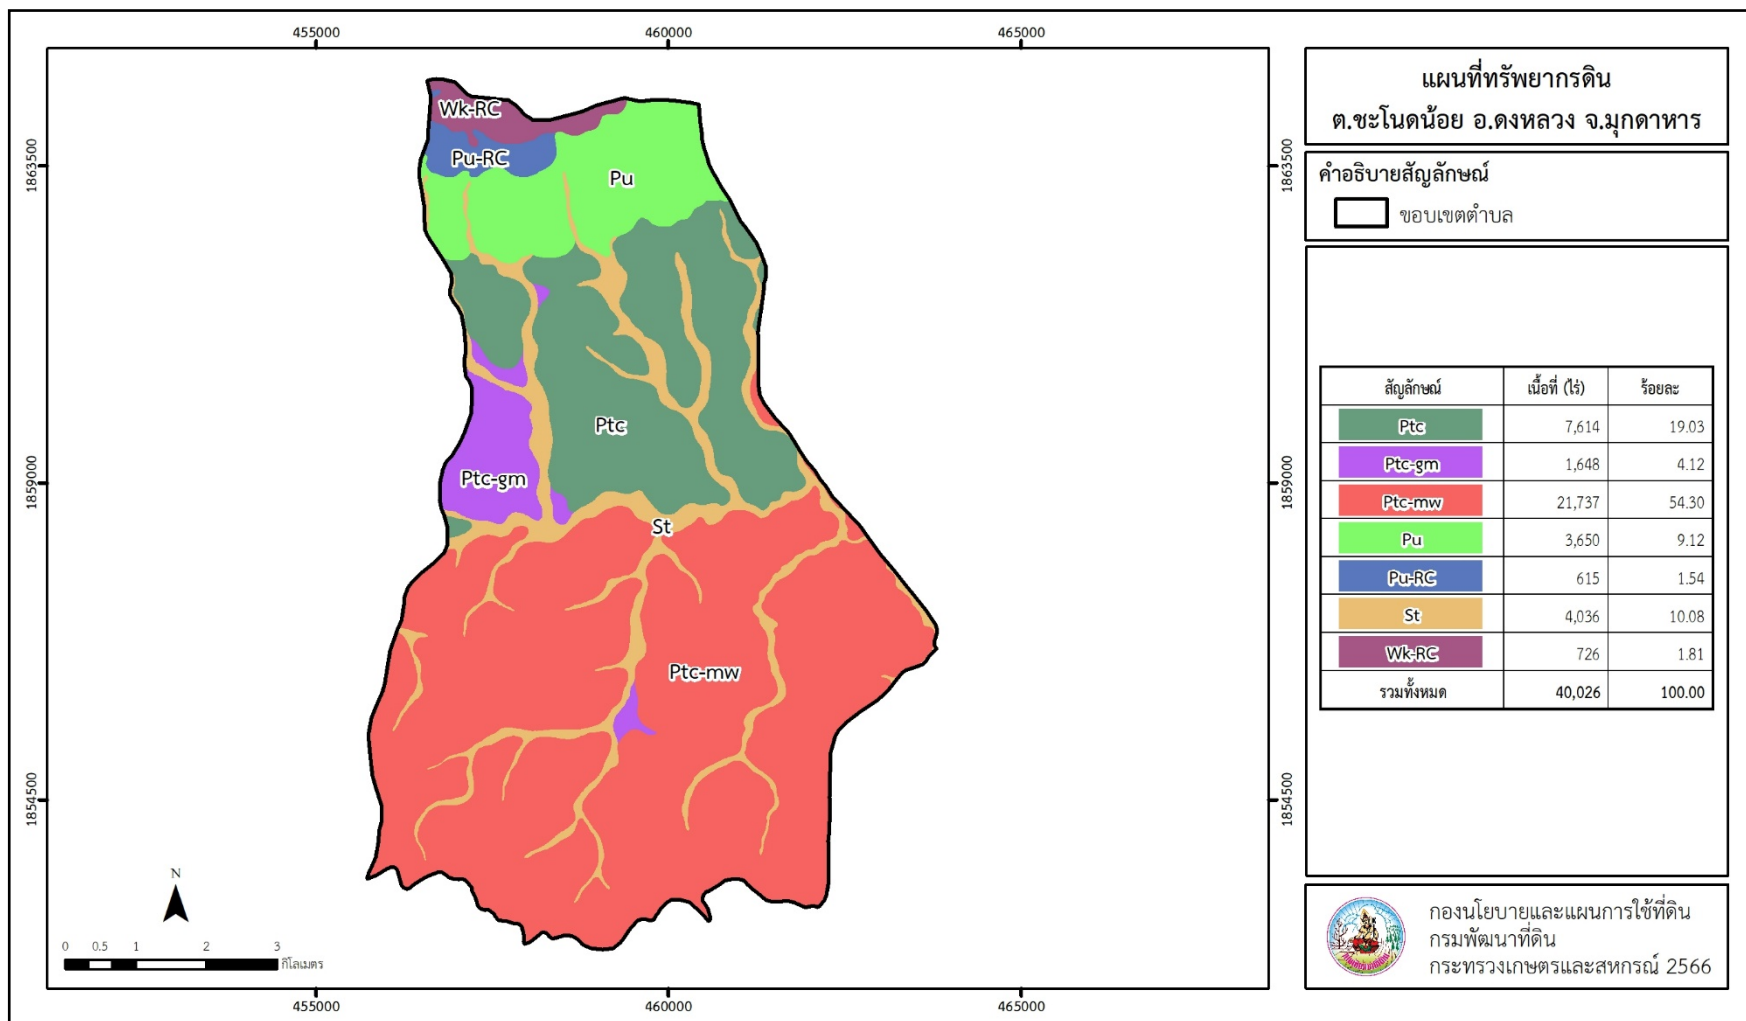 455000
460000
465000
แผนที่ทรัพยากรดิน
ต.ชะโนดน้อย อ.ดงหลวง จ.มุกดาหาร
คำอธิบายสัญลักษณ์
ขอบเขตตำบล
1863500
1863500
Wk-RC
Pu-RC
Pu
Ptc
Ptc-gm
St
Ptc-mw
1859000
1859000
1854500
1854500
สัญลักษณ์ เนื้อที่ (ไร่) ร้อยละ
Ptc 7,614 19.03
Ptc-gm 1,648 4.12
Ptc-mw 21,737 54.30
Pu 3,650 9.12
Pu-RC 615 1.54
St 4,036 10.08
Wk-RC 726 1.81
รวมทั้งหมด 40,026 100.00
N
0 0.5 1 2 3
กิโลเมตร
กองนโยบายและแผนการใช้ที่ดิน
กรมพัฒนาที่ดิน
กระทรวงเกษตรและสหกรณ์ 2566
455000
460000
465000